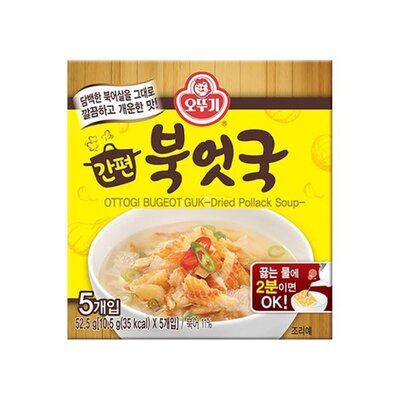 오뚜기
담백한 북어살을 그대로
깔끔하고 개운한 맛!
간편
북엇국
OTTOGI BUGEOT GUK-Dried Pollack Soup-
끓는 물에
2분이면
OK!
5개입
52.5 g[10.5 g(35 kcal) X 5개입] / 북어 11%
조리예